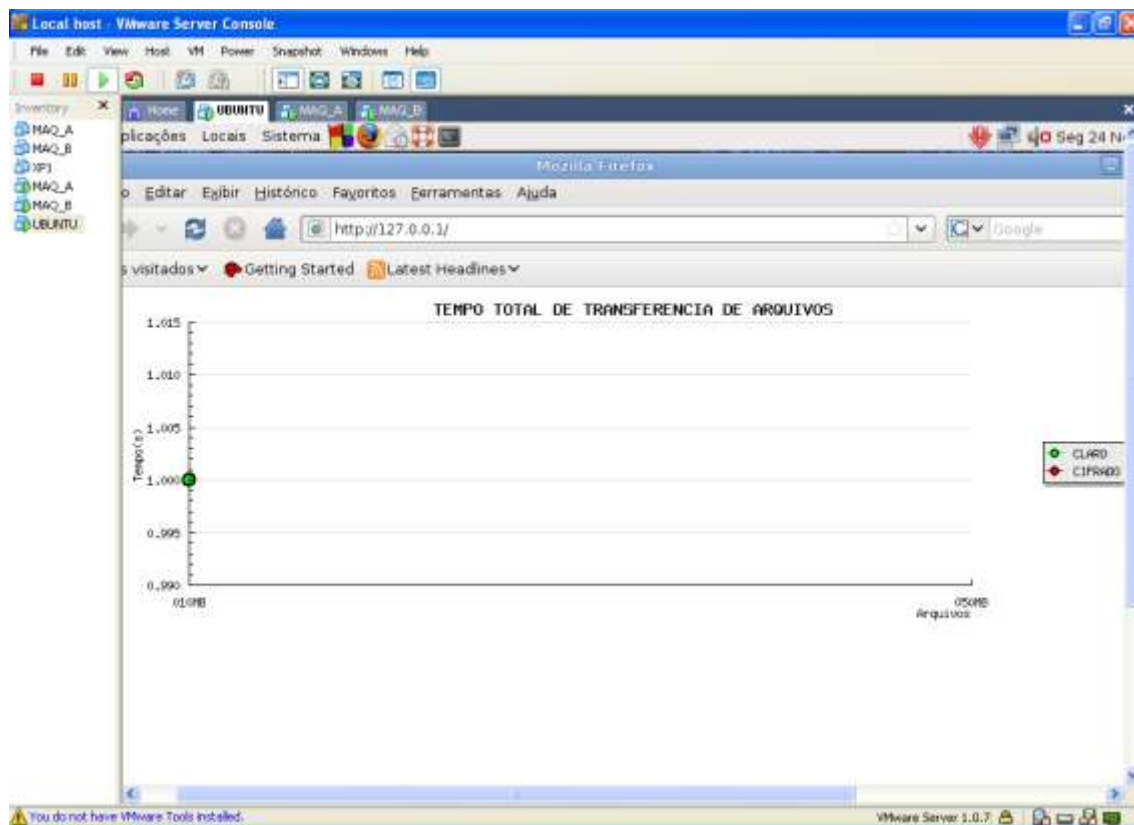 Local host - VMware Server Console
File Edit View Host VM Power Snapshot Windows Help
Inventory
MAQ_A
MAQ_B
XP1
MAQ_A
MAQ_B
UBUNTU
Home UBUNTU MAQ_A MAQ_B
plicações Locais Sistema Seg 24 N
Mozilla Firefox
o Editar Exibir Histórico Favoritos Ferramentas Ajuda
http://127.0.0.1/ Google
s visitados Getting Started Latest Headlines
TEMPO TOTAL DE TRANSFERENCIA DE ARQUIVOS
1.015
1.010
1.005
1.000
0.995
0.990
Tempo(s)
CLARO
CIFRADO
010MB 050MB
Arquivos
You do not have VMware Tools installed. VMware Server 1.0.7